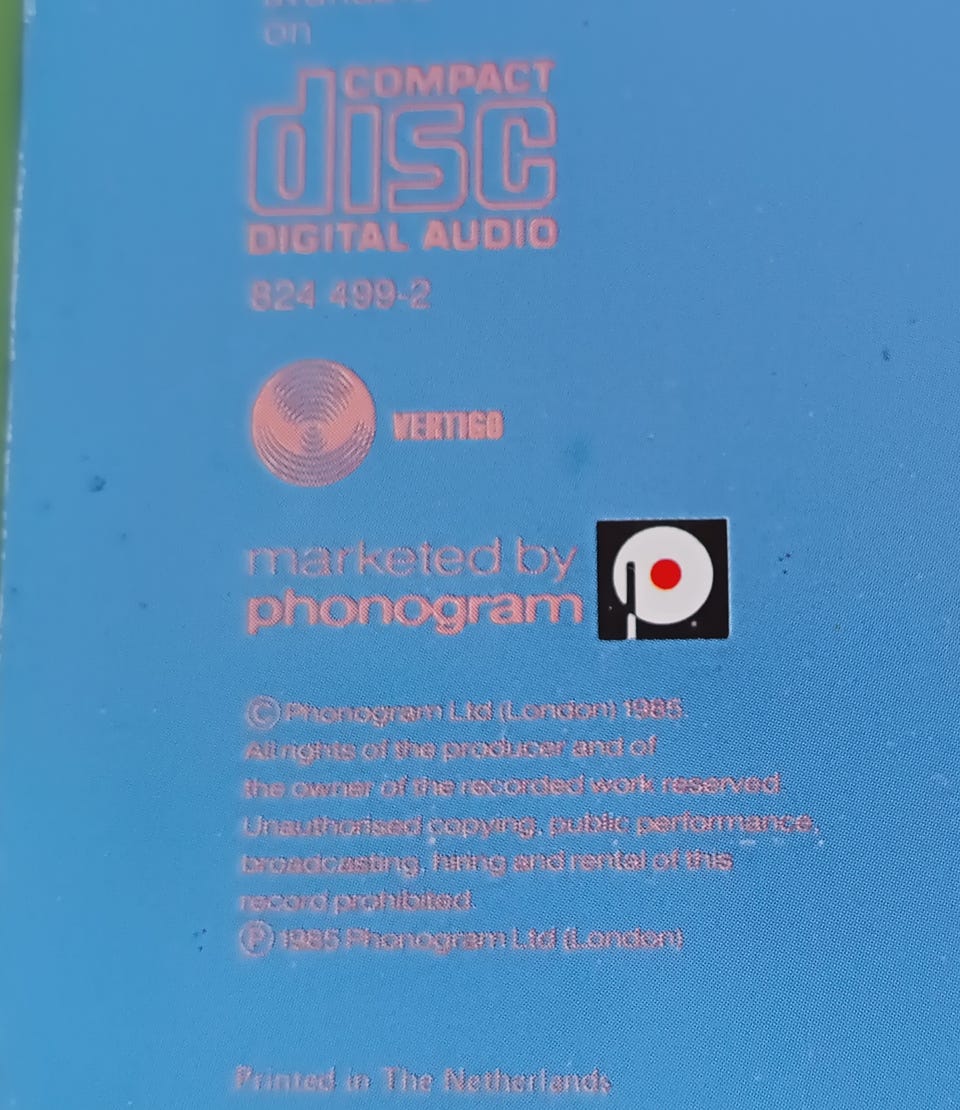 on
COMPACT
disc
DIGITAL AUDIO
824 499-2
VERTIGO
marketed by
phonogram
© Phonogram Ltd (London) 1985.
All rights of the producer and of
the owner of the recorded work reserved.
Unauthorised copying, public performance,
broadcasting, hiring and rental of this
record prohibited.
℗ 1985 Phonogram Ltd (London)
Printed in The Netherlands